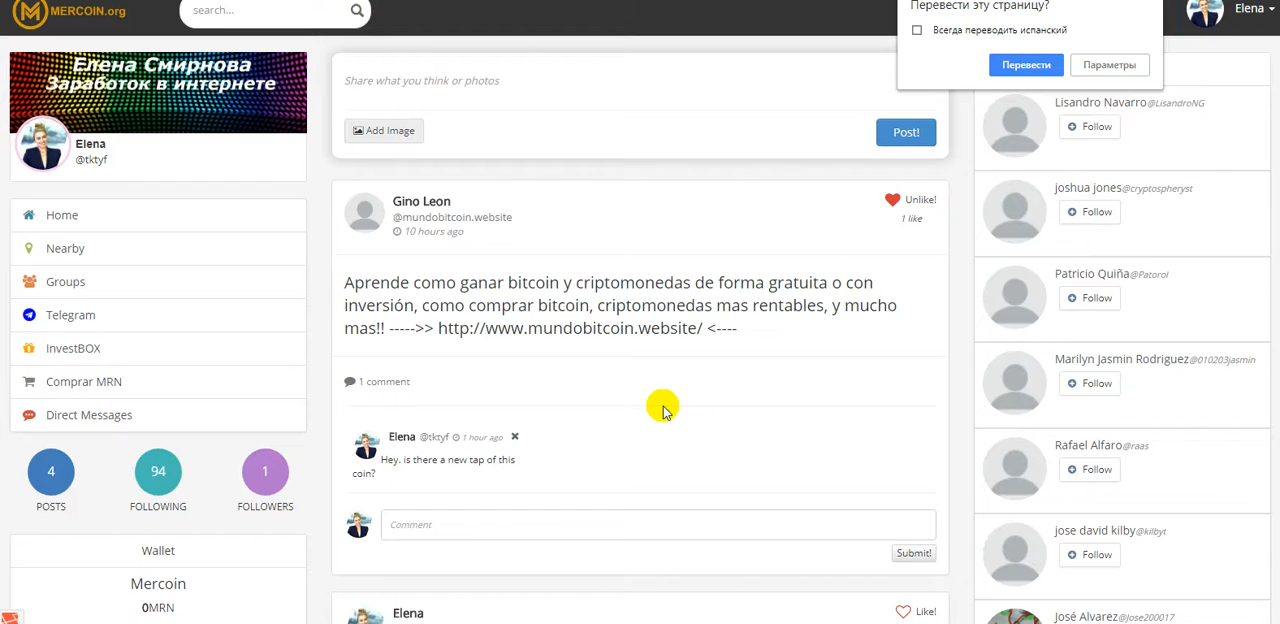 MERCOIN.org
search...
Перевести эту страницу?
Всегда переводить испанский
Перевести
Параметры
Elena
Елена Смирнова
Заработок в интернете
Elena
@tktyf
Home
Nearby
Groups
Telegram
InvestBOX
Comprar MRN
Direct Messages
4
94
1
POSTS
FOLLOWING
FOLLOWERS
Wallet
Mercoin
0MRN
Share what you think or photos
Add Image
Post!
Gino Leon
@mundobitcoin.website
10 hours ago
Unlike!
1 like
Aprende como ganar bitcoin y criptomonedas de forma gratuita o con
inversión, como comprar bitcoin, criptomonedas mas rentables, y mucho
mas!! ----->> http://www.mundobitcoin.website/ <----
1 comment
Elena @tktyf 1 hour ago
Hey. is there a new tap of this
coin?
Comment
Submit!
Elena
Like!
Lisandro Navarro@LisandroNG
Follow
joshua jones@cryptospheryst
Follow
Patricio Quiña@Patorol
Follow
Marilyn Jasmin Rodriguez@010203jasmin
Follow
Rafael Alfaro@raas
Follow
jose david kilby@kilbyt
Follow
José Alvarez@Jose200017